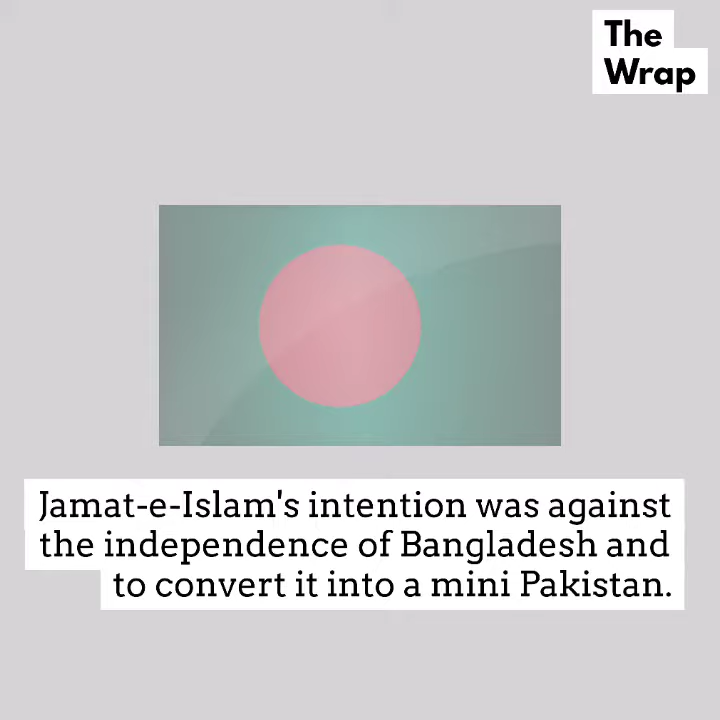 The
Wrap
Jamat-e-Islam's intention was against
the independence of Bangladesh and
to convert it into a mini Pakistan.